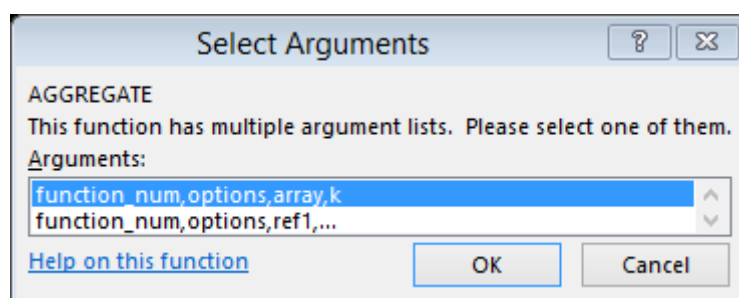 Select Arguments
AGGREGATE
This function has multiple argument lists. Please select one of them.
Arguments:
function_num,options,array,k
function_num,options,ref1,...
Help on this function
OK
Cancel